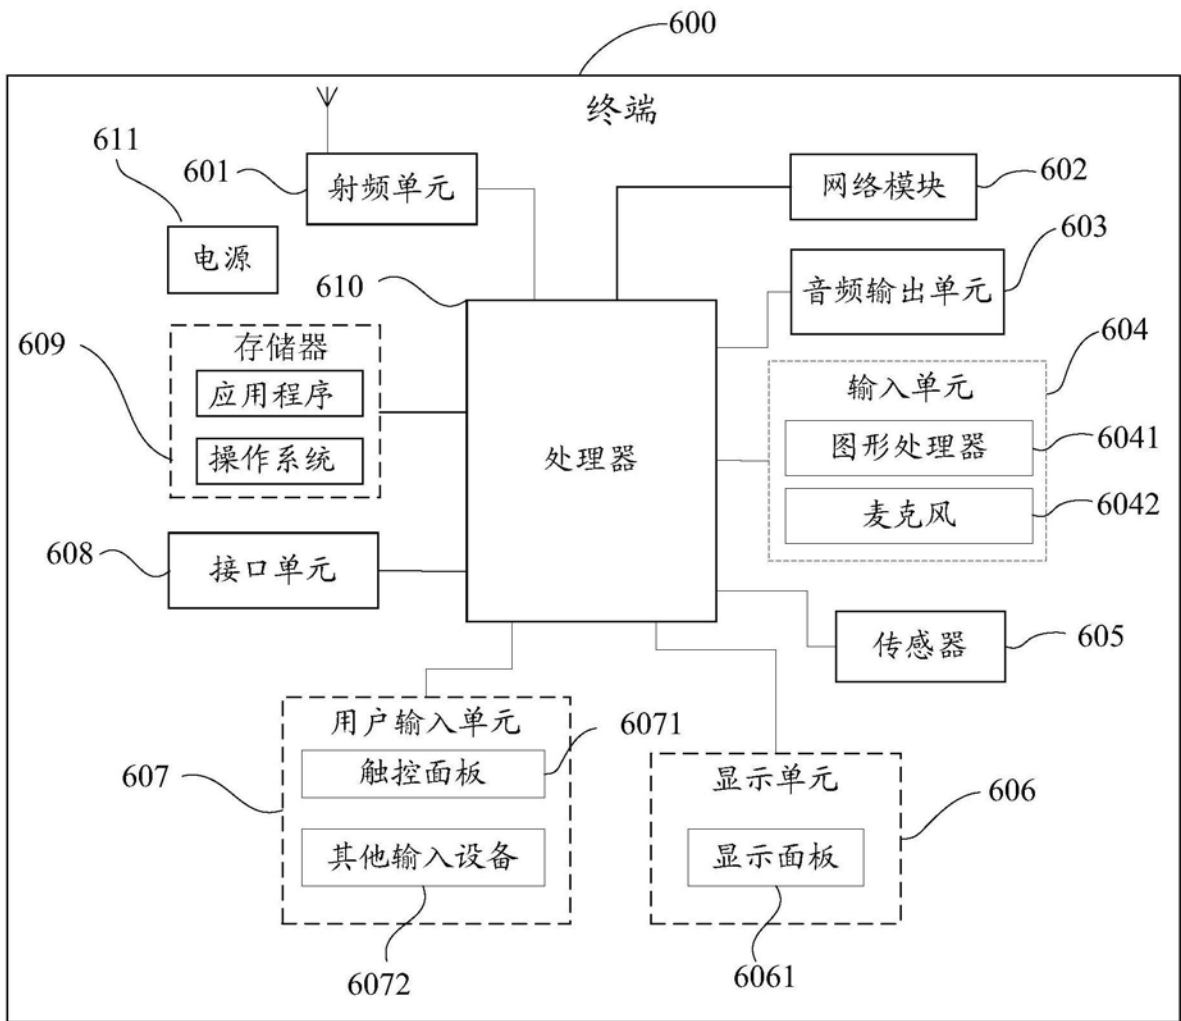 600
终端
611
601
射频单元
网络模块
602
电源
610
音频输出单元
603
609
存储器
应用程序
操作系统
处理器
604
输入单元
图形处理器
6041
麦克风
6042
608
接口单元
传感器
605
用户输入单元
6071
607
触控面板
其他输入设备
6072
显示单元
606
显示面板
6061